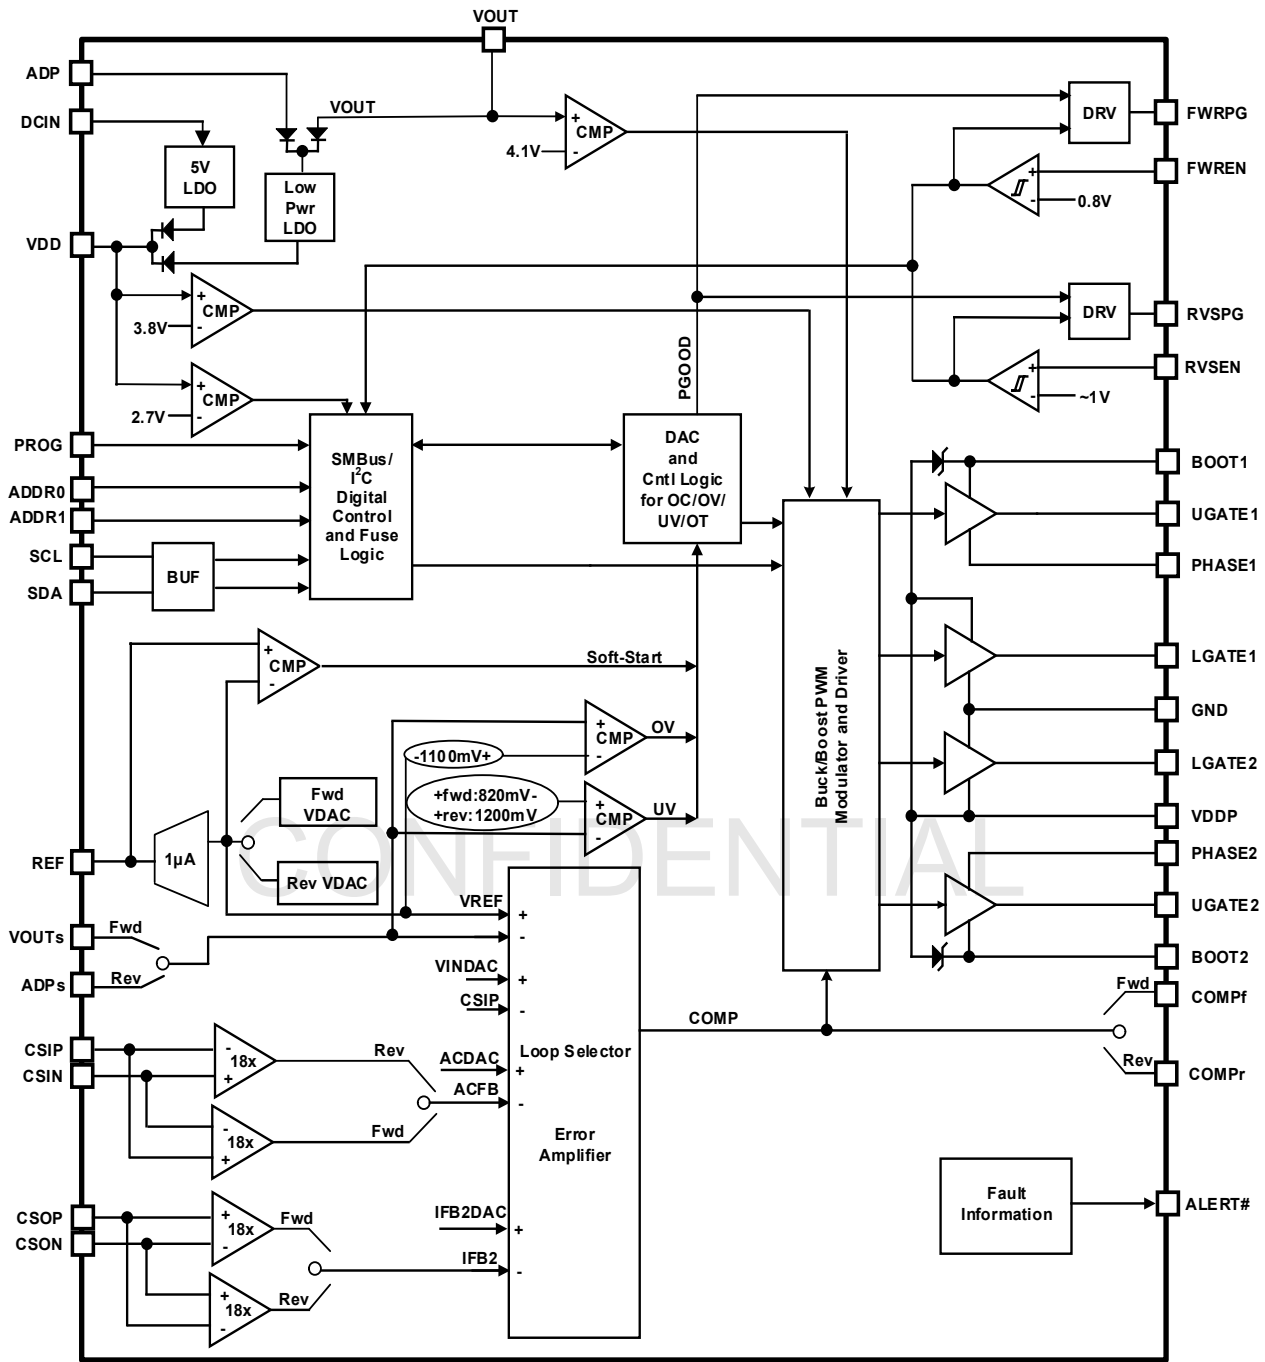 VOUT
ADP
DCIN
VDD
PROG
ADDR0
ADDR1
SCL
SDA
REF
VOUTs
ADPs
CSIP
CSIN
CSOP
CSON
FWRPG
FWREN
RVSPG
RVSEN
BOOT1
UGATE1
PHASE1
LGATE1
GND
LGATE2
VDDP
PHASE2
UGATE2
BOOT2
COMPf
COMPr
ALERT#
5V
LDO
VOUT
Low
Pwr
LDO
+
CMP
-
4.1V
DRV
+
-
0.8V
+
CMP
-
3.8V
+
CMP
-
2.7V
DRV
+
-
~1V
PGOOD
SMBus/
I2C
Digital
Control
and Fuse
Logic
BUF
DAC
and
Cntl Logic
for OC/OV/
UV/OT
Buck/Boost PWM
Modulator and Driver
+
CMP
-
Soft-Start
+
CMP
-
OV
-1100mV+
+fwd:820mV-
+rev:1200mV
+
CMP
-
UV
1µA
Fwd
VDAC
Rev VDAC
CONFIDENTIAL
VREF
+
-
Fwd
Rev
VINDAC
+
CSIP
-
Loop Selector
ACDAC
+
ACFB
-
Error
Amplifier
IFB2DAC
+
IFB2
-
COMP
Fwd
Rev
-
18x
+
Rev
-
18x
+
Fwd
+
18x
-
Fwd
+
18x
-
Rev
Fault
Information